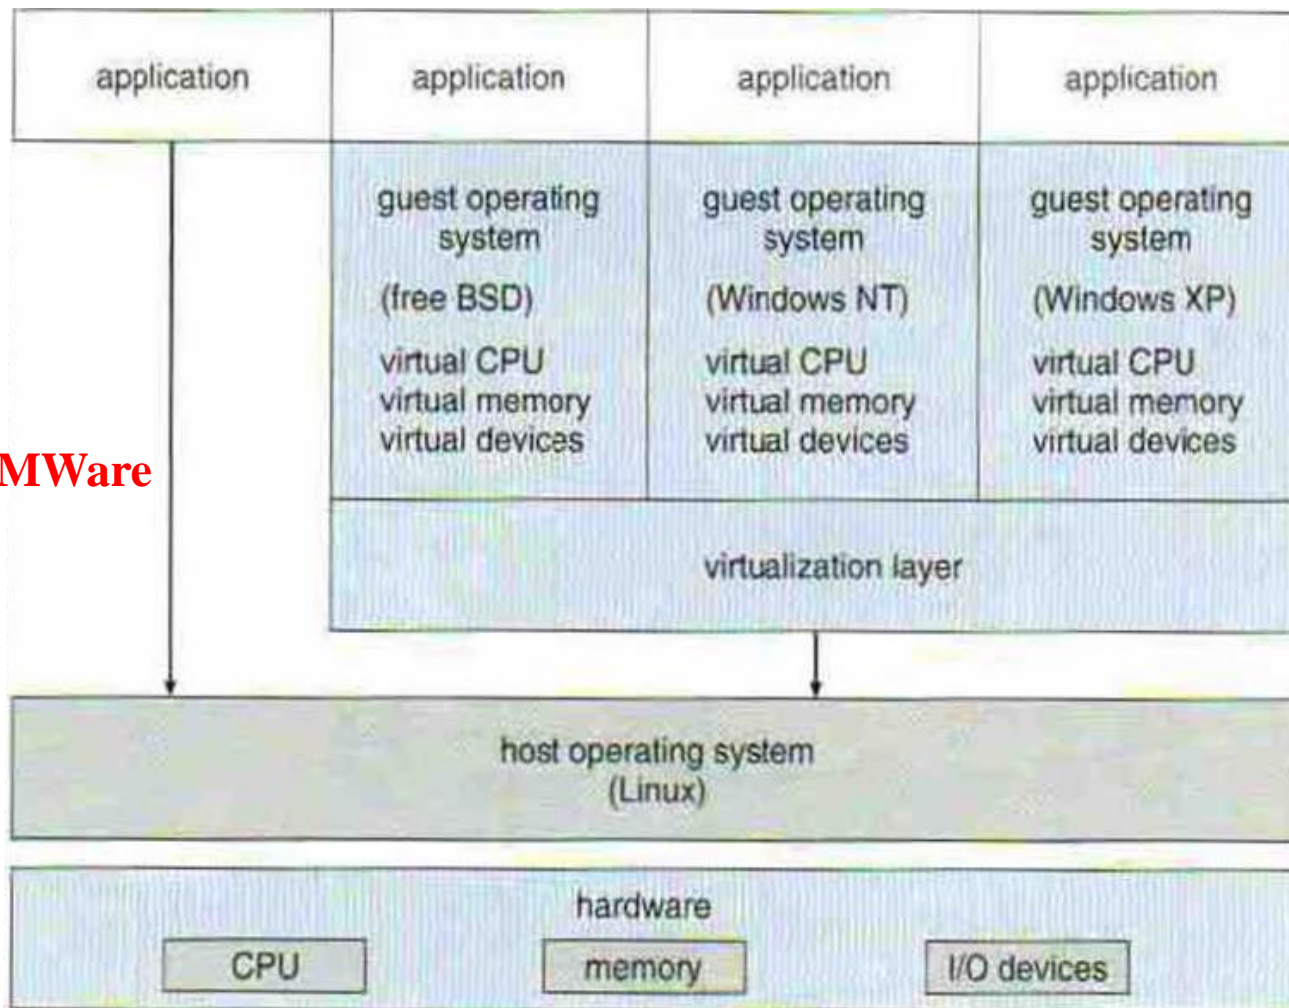 application
application
application
application
guest operating
system
(free BSD)
virtual CPU
virtual memory
virtual devices
guest operating
system
(Windows NT)
virtual CPU
virtual memory
virtual devices
guest operating
system
(Windows XP)
virtual CPU
virtual memory
virtual devices
MWare
virtualization layer
host operating system
(Linux)
hardware
CPU
memory
I/O devices